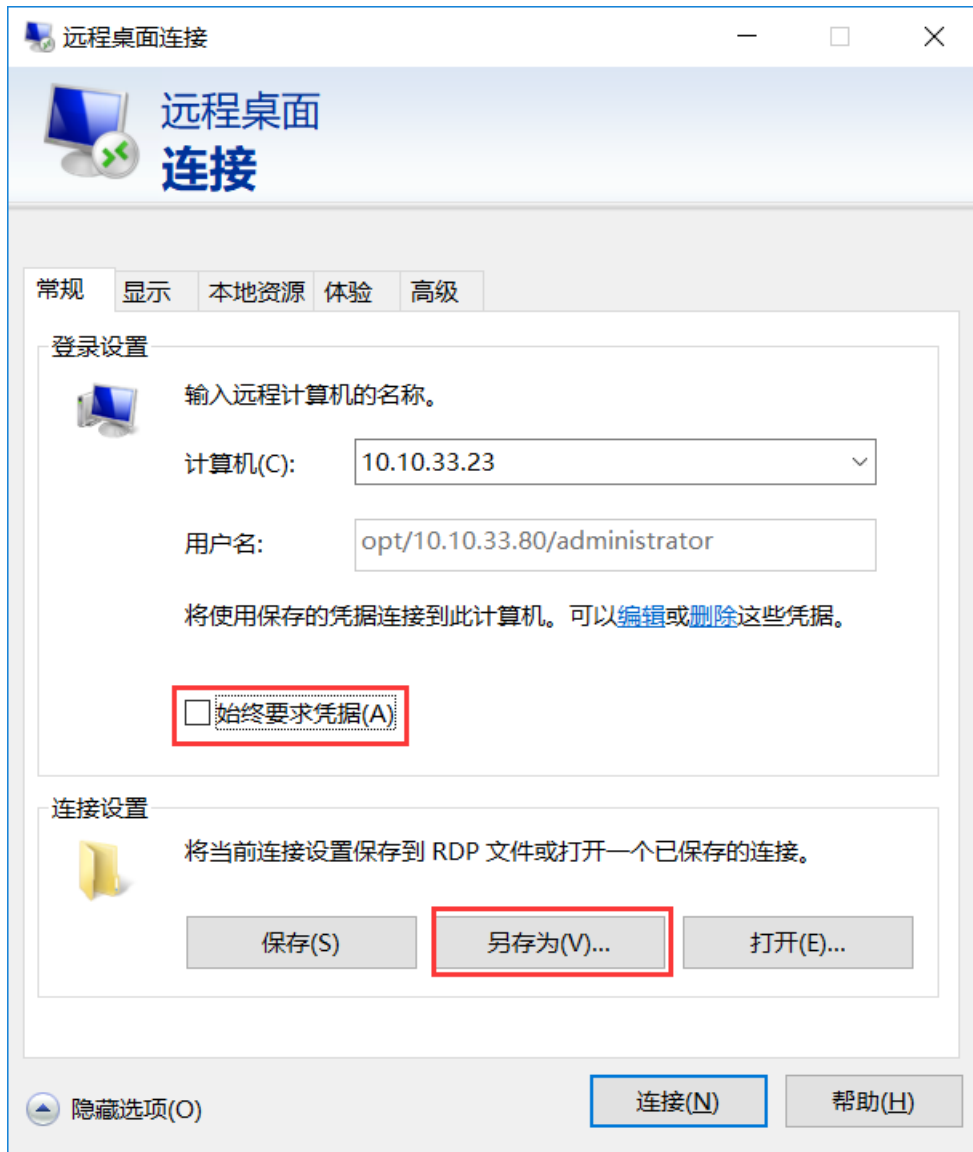 远程桌面连接
远程桌面
连接
常规 显示 本地资源 体验 高级
登录设置
输入远程计算机的名称。
计算机(C): 10.10.33.23
用户名: opt/10.10.33.80/administrator
将使用保存的凭据连接到此计算机。可以编辑或删除这些凭据。
始终要求凭据(A)
连接设置
将当前连接设置保存到 RDP 文件或打开一个已保存的连接。
保存(S) 另存为(V)... 打开(E)...
隐藏选项(O) 连接(N) 帮助(H)